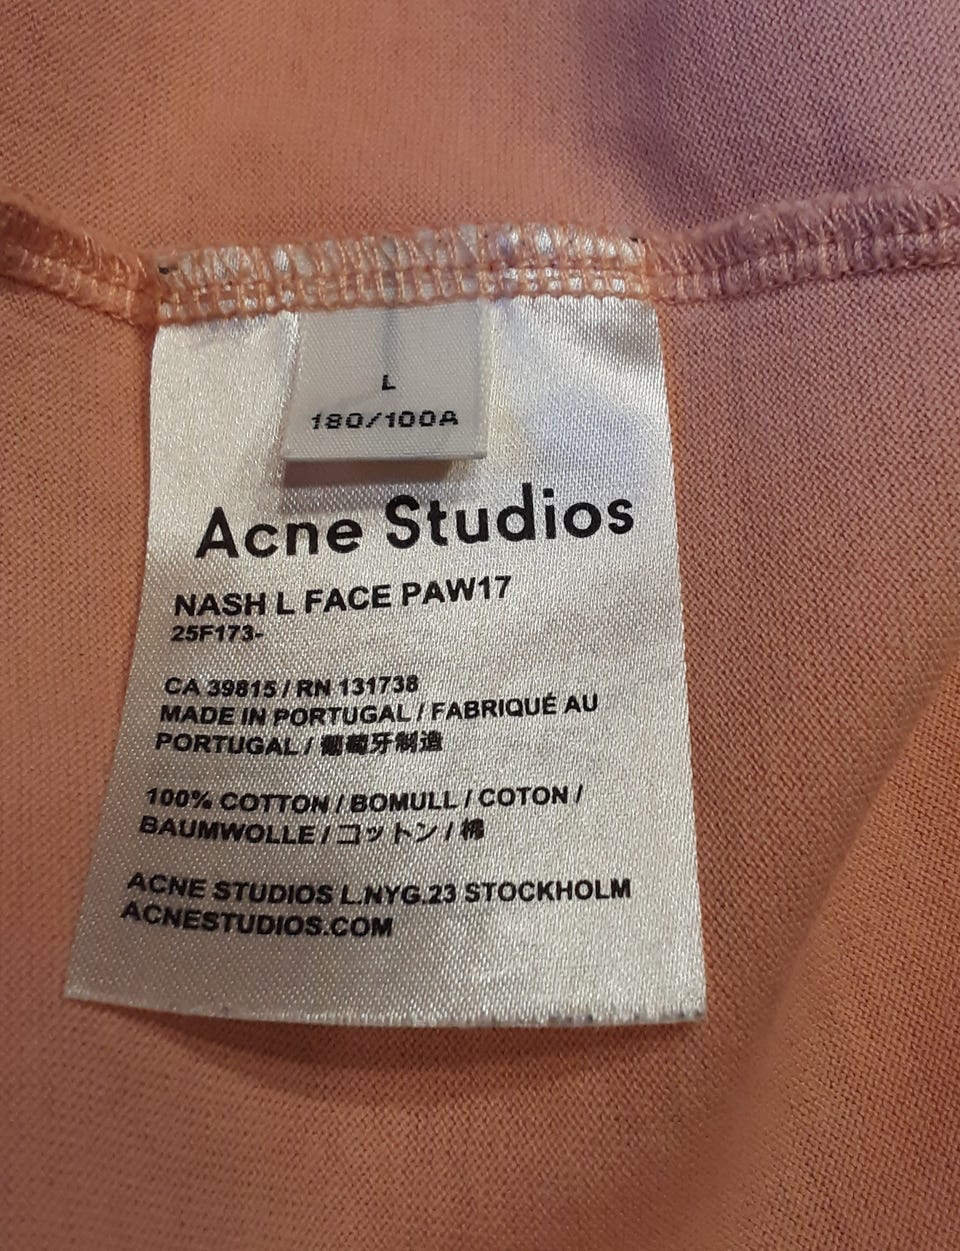 L
180/100A
Acne Studios
NASH L FACE PAW17
25F173-
CA 39815 / RN 131738
MADE IN PORTUGAL / FABRIQUÉ AU
PORTUGAL / 葡萄牙制造
100% COTTON / BOMULL / COTON /
BAUMWOLLE / コットン / 棉
ACNE STUDIOS L.NYG.23 STOCKHOLM
ACNESTUDIOS.COM